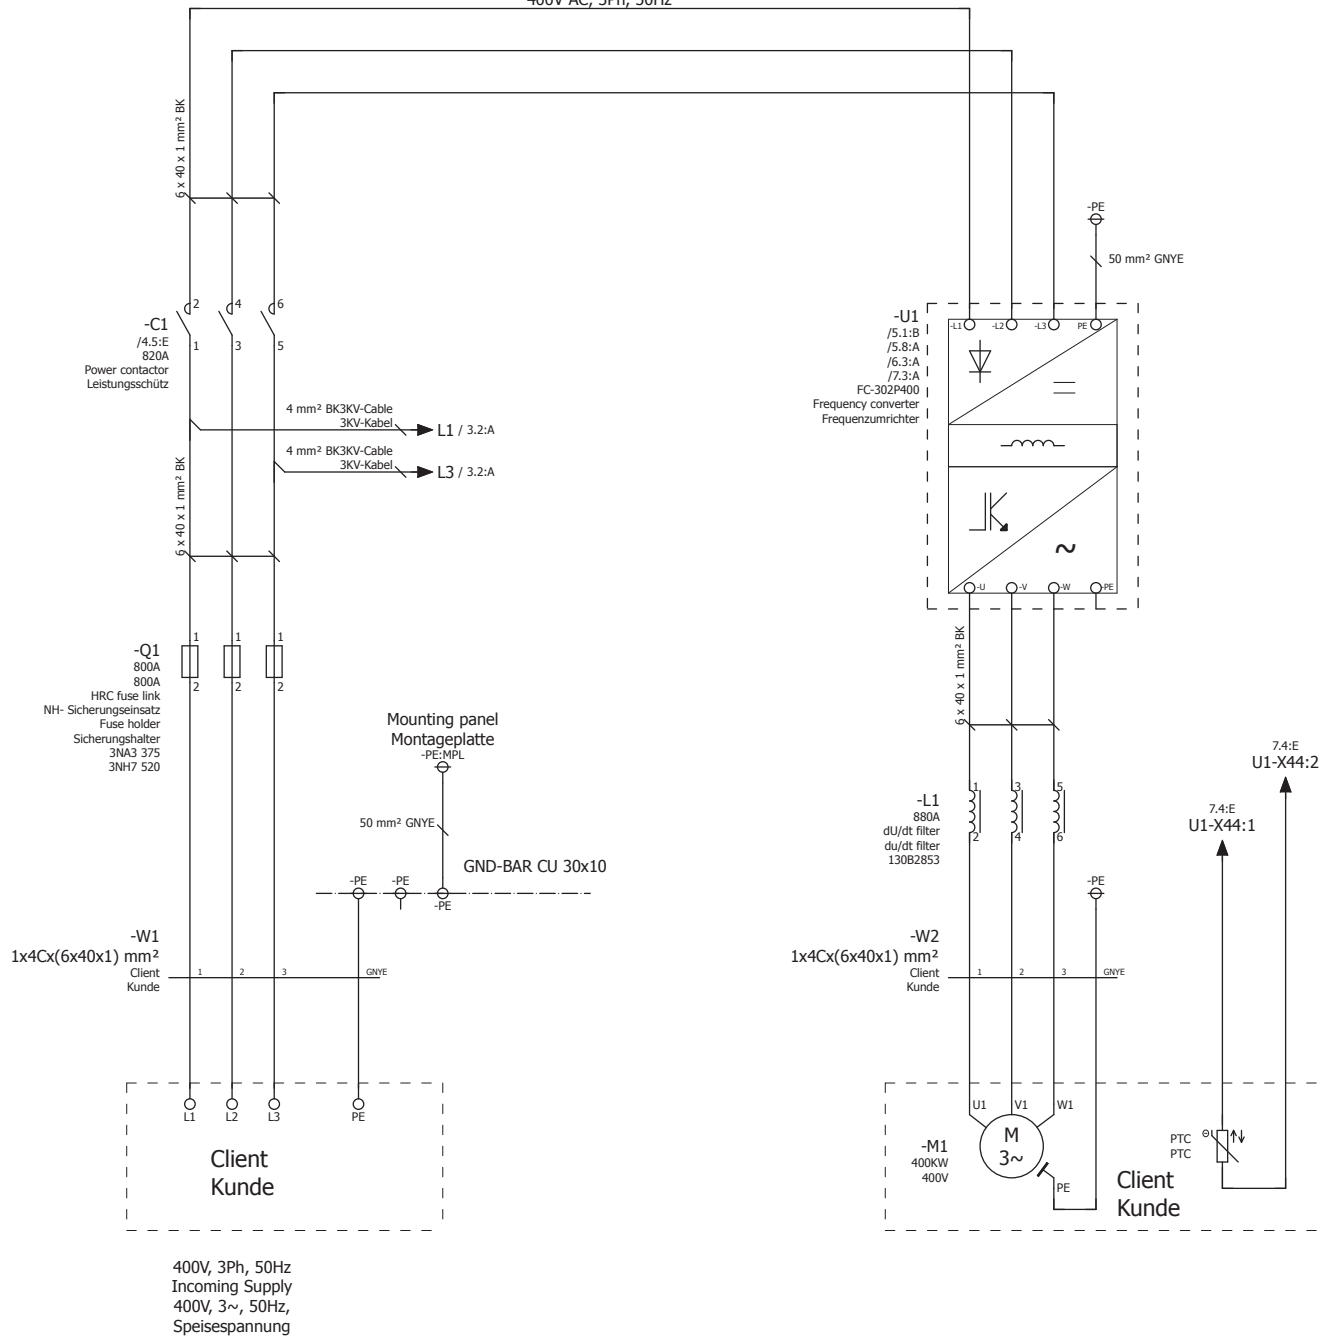 400V AC, 3Ph, 50Hz
6 x 40 x 1 mm² BK
-PE
50 mm² GNYE
2
4
6
-C1
/4.5:E
820A
Power contactor
Leistungsschütz
1
3
5
4 mm² BK3KV-Cable
3KV-Kabel
L1 / 3.2:A
4 mm² BK3KV-Cable
3KV-Kabel
L3 / 3.2:A
6 x 40 x 1 mm² BK
-U1
/5.1:B
/5.8:A
/6.3:A
/7.3:A
FC-302P400
Frequency converter
Frequenzumrichter
-L1
-L2
-L3
PE
~
-U
-V
-W
-PE
6 x 40 x 1 mm² BK
-Q1
800A
800A
HRC fuse link
NH- Sicherungseinsatz
Fuse holder
Sicherungshalter
3NA3 375
3NH7 520
1
1
1
2
2
2
Mounting panel
Montageplatte
-PE:MPL
50 mm² GNYE
GND-BAR CU 30x10
-PE
-PE
-PE
-L1
880A
dU/dt filter
du/dt filter
130B2853
1
3
5
2
4
6
7.4:E
U1-X44:2
7.4:E
U1-X44:1
-PE
-W1
1x4Cx(6x40x1) mm²
Client
Kunde
1
2
3
GNYE
-W2
1x4Cx(6x40x1) mm²
Client
Kunde
1
2
3
GNYE
L1
L2
L3
PE
Client
Kunde
U1
V1
W1
-M1
400KW
400V
M
3~
PE
PTC
PTC
Client
Kunde
400V, 3Ph, 50Hz
Incoming Supply
400V, 3~, 50Hz,
Speisespannung